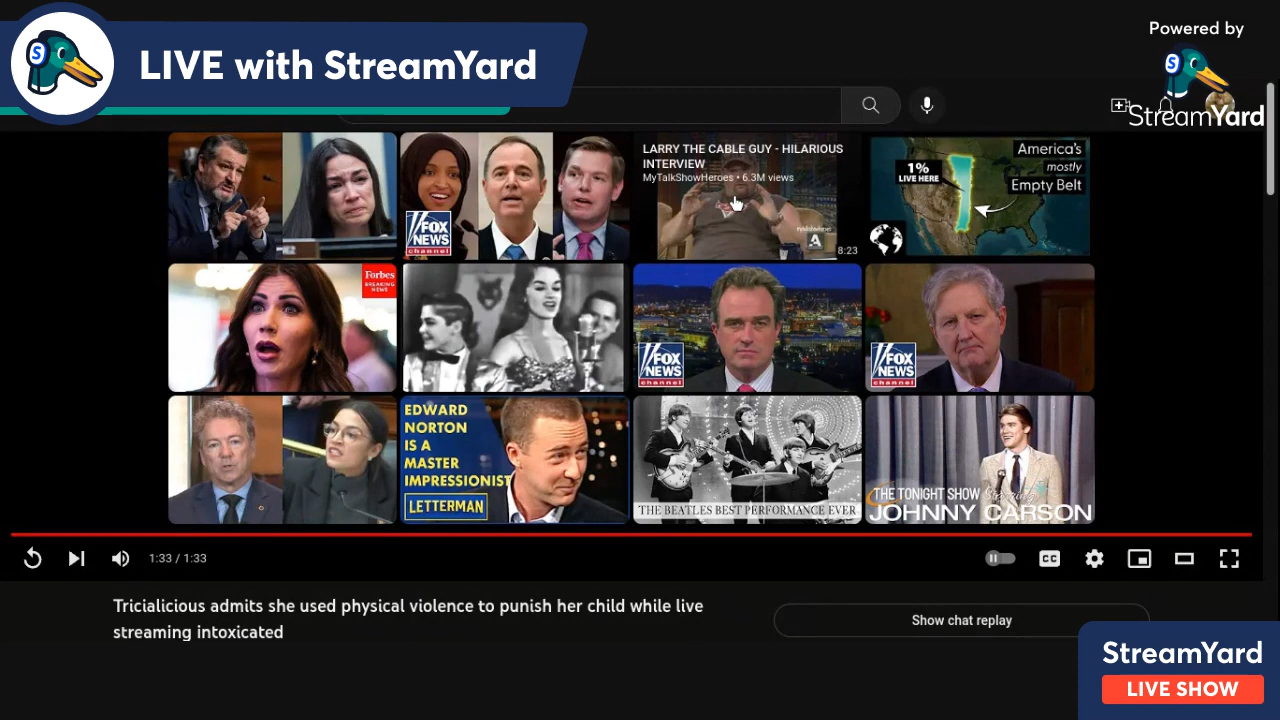 LIVE with StreamYard
Powered by
StreamYard
LARRY THE CABLE GUY - HILARIOUS
INTERVIEW
MyTalkShowHeroes • 6.3M views
8:23
1%
LIVE HERE
America's
mostly
Empty Belt
FOX
NEWS
channel
Forbes
BREAKING
NEWS
FOX
NEWS
channel
FOX
NEWS
channel
EDWARD
NORTON
IS A
MASTER
IMPRESSIONIST
LETTERMAN
THE BEATLES BEST PERFORMANCE EVER
THE TONIGHT SHOW
JOHNNY CARSON
1:33 / 1:33
CC
Tricialicious admits she used physical violence to punish her child while live
streaming intoxicated
Show chat replay
StreamYard
LIVE SHOW